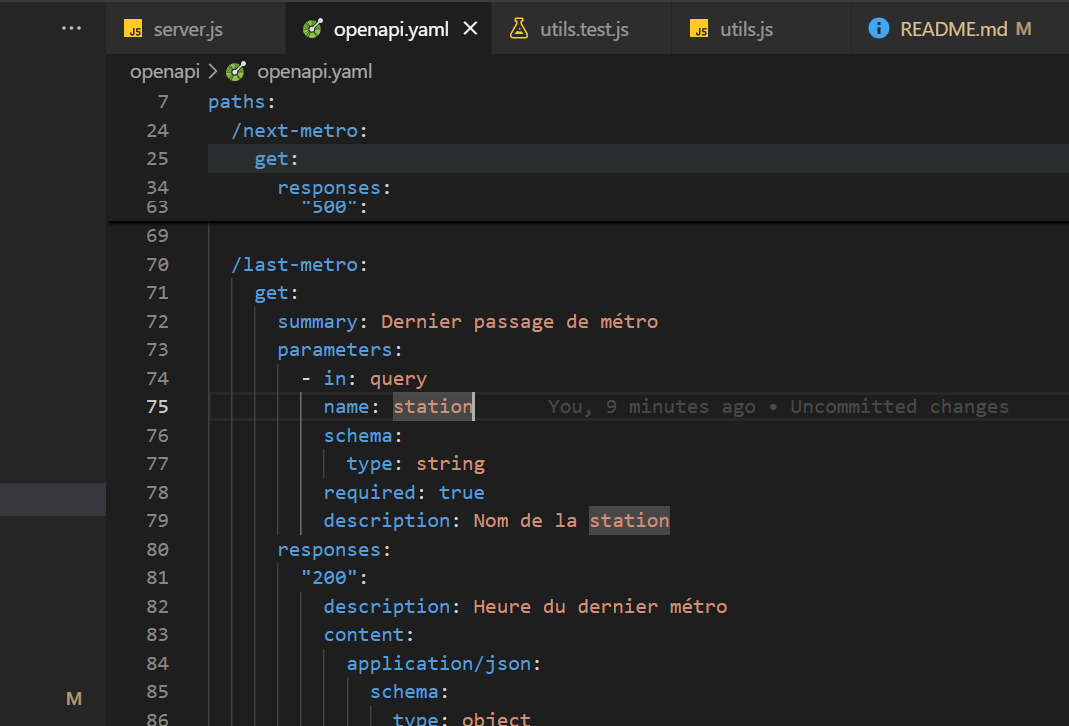 ... JS server.js openapi.yaml × utils.test.js JS utils.js README.md M
openapi > openapi.yaml
7 paths:
24 /next-metro:
25 get:
34 responses:
63 "500":
69
70 /last-metro:
71 get:
72 summary: Dernier passage de métro
73 parameters:
74 - in: query
75 name: station You, 9 minutes ago • Uncommitted changes
76 schema:
77 type: string
78 required: true
79 description: Nom de la station
80 responses:
81 "200":
82 description: Heure du dernier métro
83 content:
84 application/json:
85 schema:
M
86 type: object